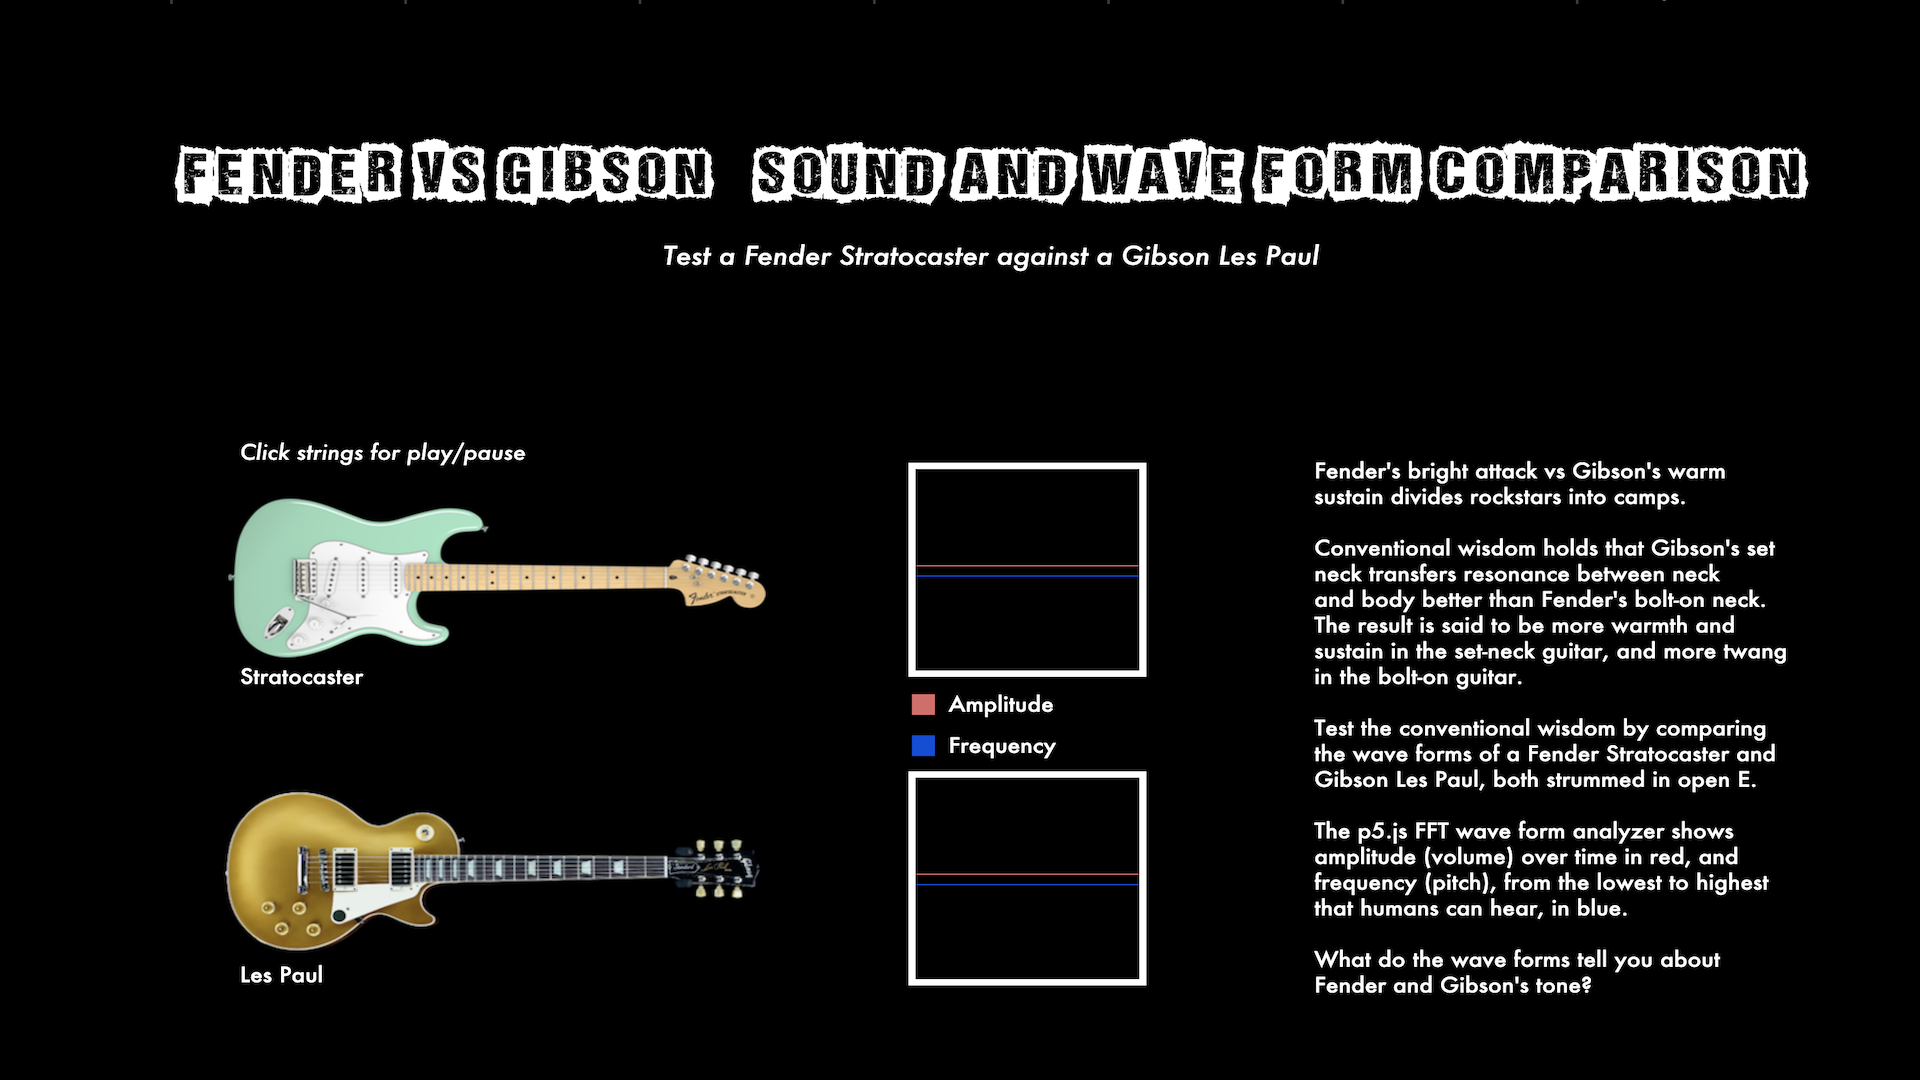 FENDER VS GIBSON SOUND AND WAVE FORM COMPARISON
Test a Fender Stratocaster against a Gibson Les Paul
Click strings for play/pause
Fender
Stratocaster
Les Paul
Amplitude
Frequency
Fender's bright attack vs Gibson's warm
sustain divides rockstars into camps.
Conventional wisdom holds that Gibson's set
neck transfers resonance between neck
and body better than Fender's bolt-on neck.
The result is said to be more warmth and
sustain in the set-neck guitar, and more twang
in the bolt-on guitar.
Test the conventional wisdom by comparing
the wave forms of a Fender Stratocaster and
Gibson Les Paul, both strummed in open E.
The p5.js FFT wave form analyzer shows
amplitude (volume) over time in red, and
frequency (pitch), from the lowest to highest
that humans can hear, in blue.
What do the wave forms tell you about
Fender and Gibson's tone?